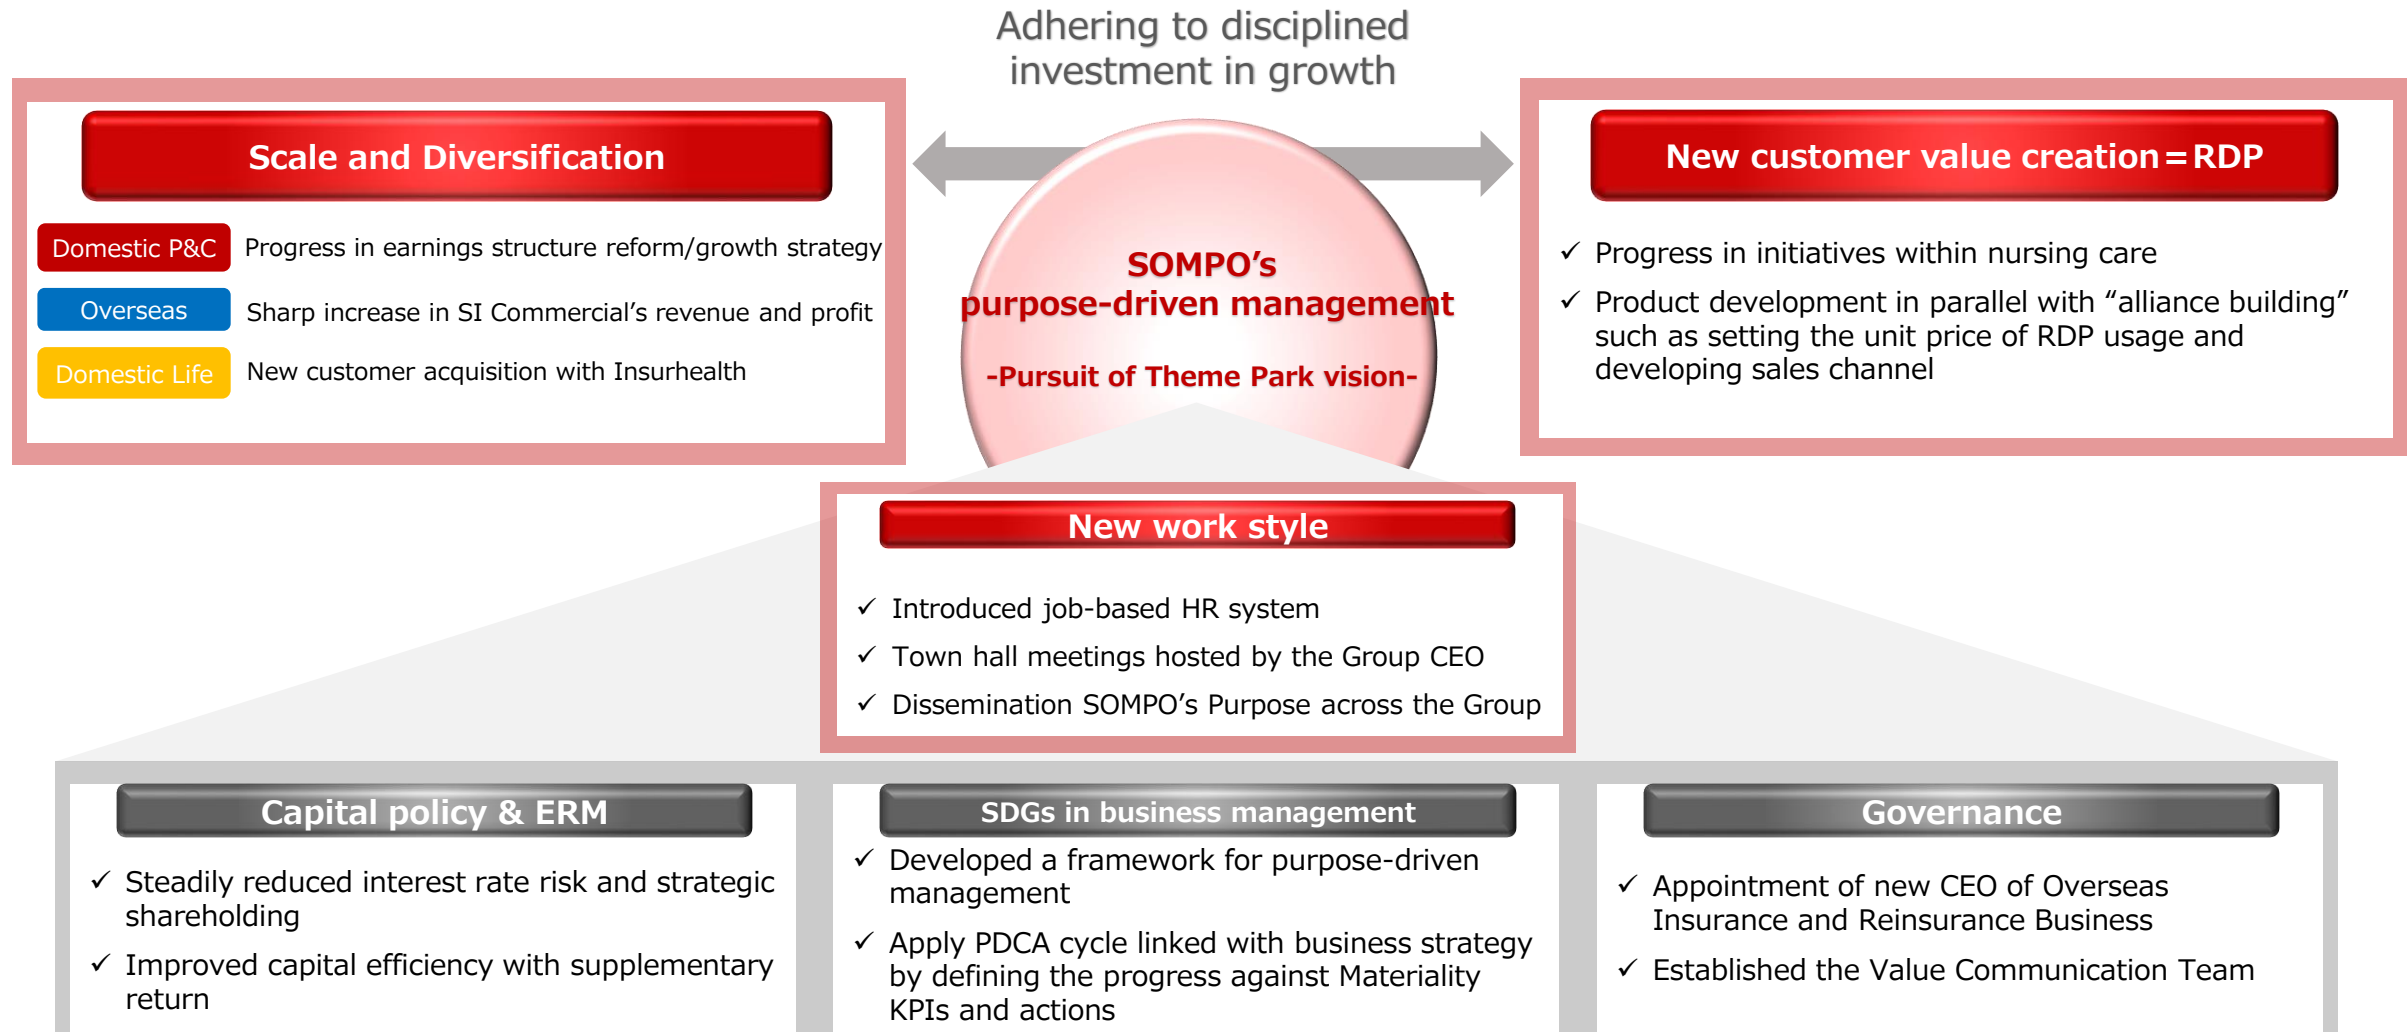 Adhering to disciplined
investment in growth
Scale and Diversification
Domestic P&C Progress in earnings structure reform/growth strategy
Overseas Sharp increase in SI Commercial’s revenue and profit
Domestic Life New customer acquisition with Insurhealth
SOMPO’s
purpose-driven management
-Pursuit of Theme Park vision-
New customer value creation=RDP
✓ Progress in initiatives within nursing care
✓ Product development in parallel with “alliance building”
such as setting the unit price of RDP usage and
developing sales channel
New work style
✓ Introduced job-based HR system
✓ Town hall meetings hosted by the Group CEO
✓ Dissemination SOMPO’s Purpose across the Group
Capital policy & ERM
✓ Steadily reduced interest rate risk and strategic
shareholding
✓ Improved capital efficiency with supplementary
return
SDGs in business management
✓ Developed a framework for purpose-driven
management
✓ Apply PDCA cycle linked with business strategy
by defining the progress against Materiality
KPIs and actions
Governance
✓ Appointment of new CEO of Overseas
Insurance and Reinsurance Business
✓ Established the Value Communication Team